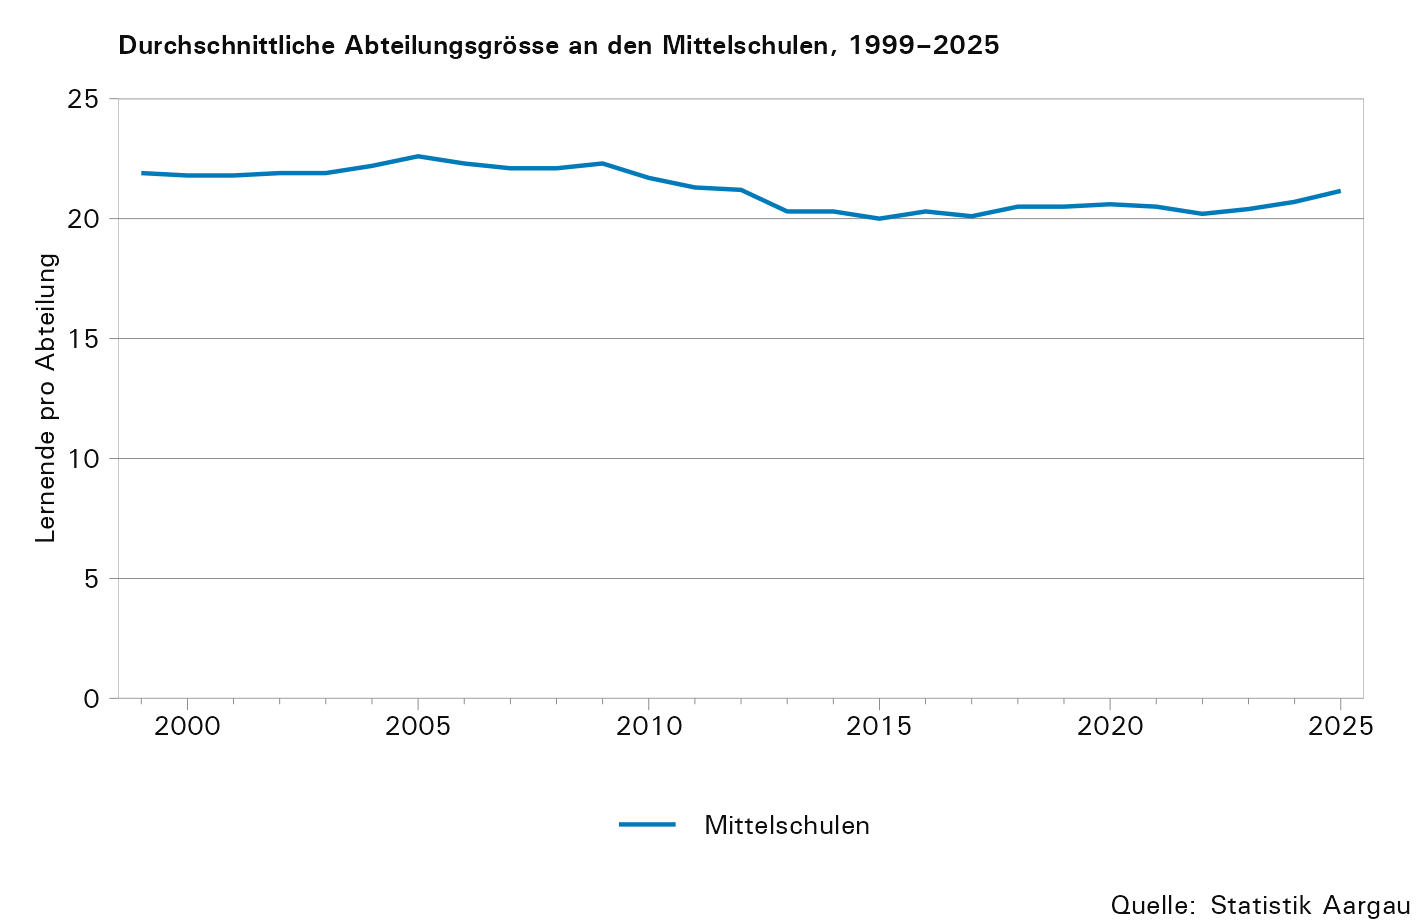 Durchschnittliche Abteilungsgrösse an den Mittelschulen, 1999–2025
Lernende pro Abteilung
25
20
15
10
5
0
2000 2005 2010 2015 2020 2025
Mittelschulen
Quelle: Statistik Aargau